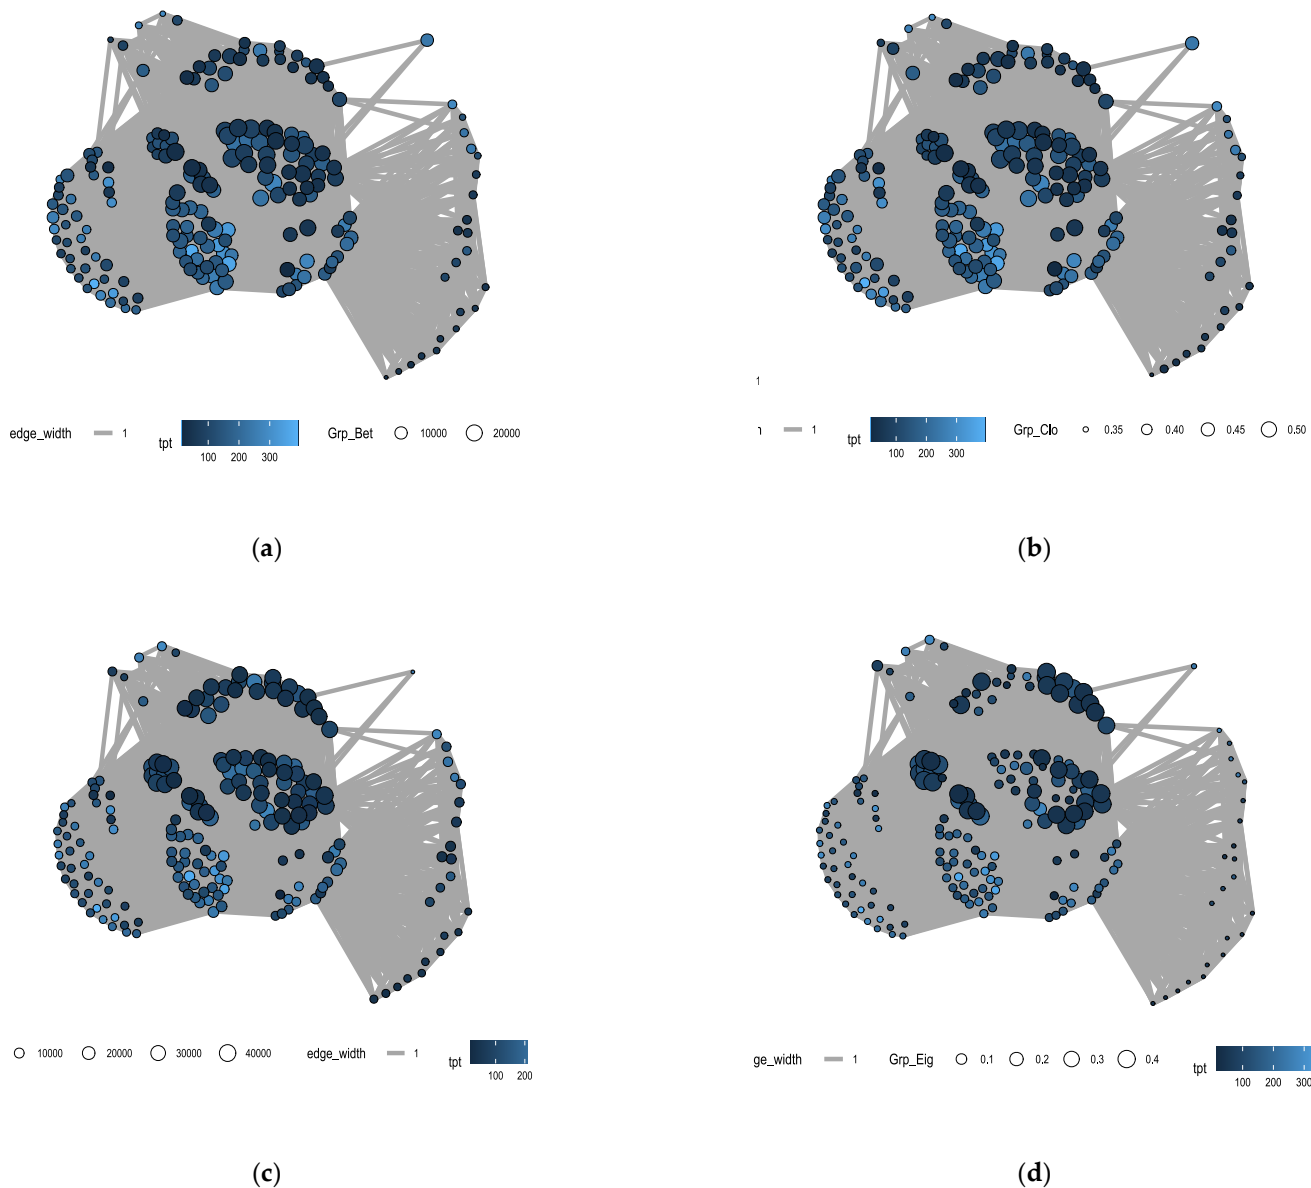 edge_width 1 tpt 100 200 300 Grp_Bet 10000 20000
(a)
1
1 tpt 100 200 300 Grp_Clo 0.35 0.40 0.45 0.50
(b)
10000 20000 30000 40000 edge_width 1 tpt 100 200
(c)
ge_width 1 Grp_Eig 0.1 0.2 0.3 0.4 tpt 100 200 300
(d)